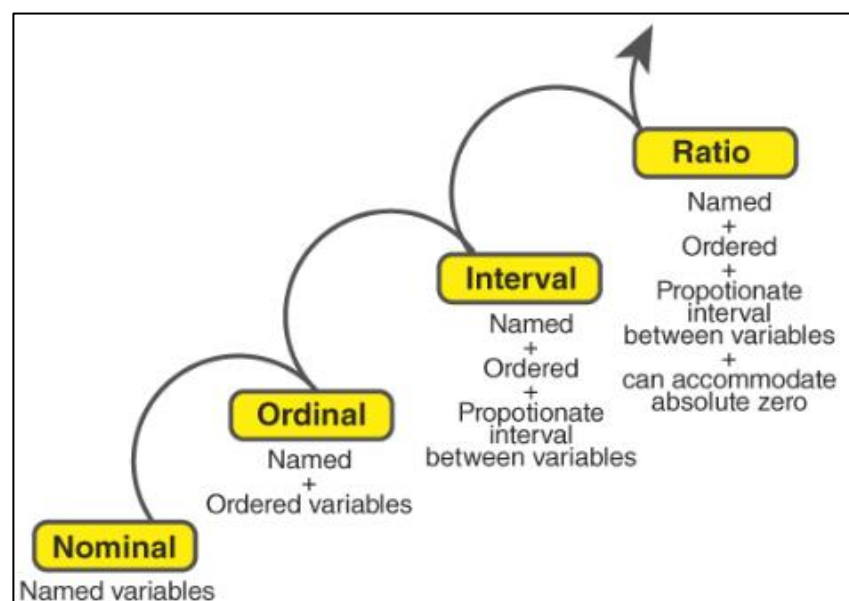 Nominal
Named variables
Ordinal
Named
+
Ordered variables
Interval
Named
+
Ordered
+
Propotionate
interval
between variables
Ratio
Named
+
Ordered
+
Propotionate
interval
between variables
+
can accommodate
absolute zero